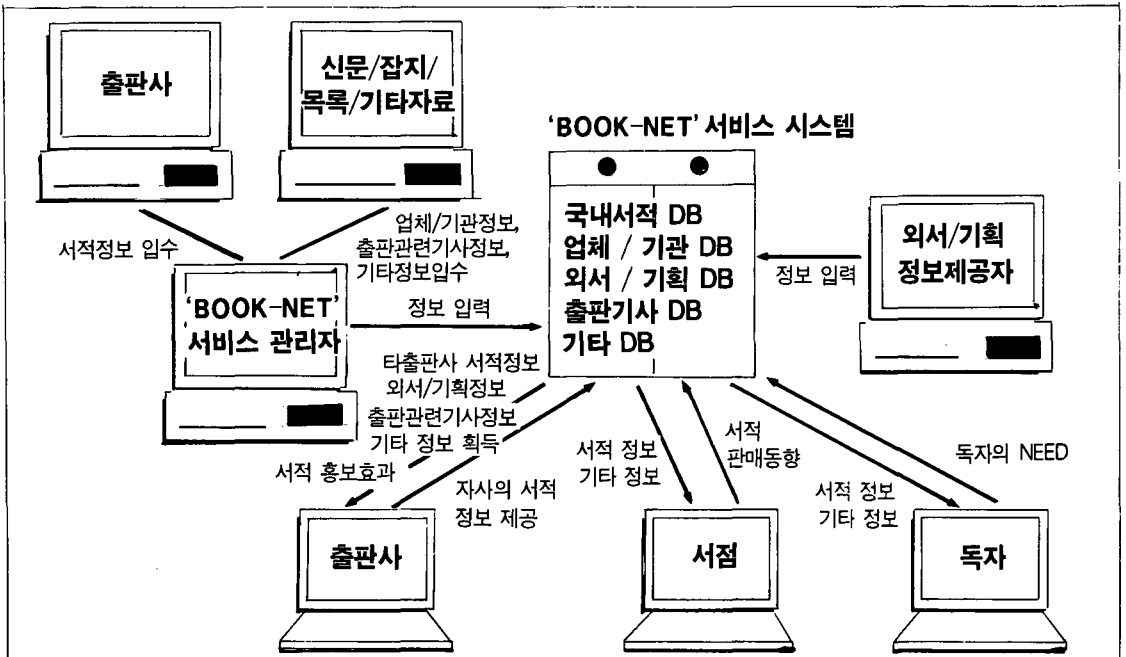 출판사
신문/잡지/
목록/기타자료
'BOOK-NET' 서비스 시스템
국내서적 DB
업체 / 기관 DB
외서 / 기획 DB
출판기사 DB
기타 DB
외서/기획
정보제공자
서적정보 입수
업체/기관정보,
출판관련기사정보,
기타정보입수
정보 입력
'BOOK-NET'
서비스 관리자
정보 입력
타출판사 서적정보
외서/기획정보
출판관련기사정보
기타 정보 획득
서적 홍보효과
자사의 서적
정보 제공
서적 정보
기타 정보
서적
판매동향
독자의 NEED
서적 정보
기타 정보
출판사
서점
독자